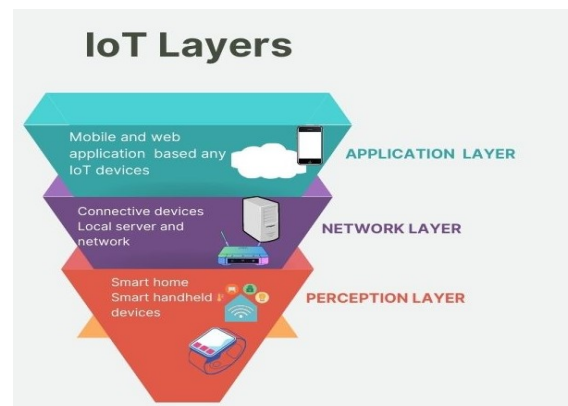 IoT Layers
Mobile and web
application based any
IoT devices
APPLICATION LAYER
Connective devices
Local server and
network
NETWORK LAYER
Smart home
Smart handheld
devices
PERCEPTION LAYER